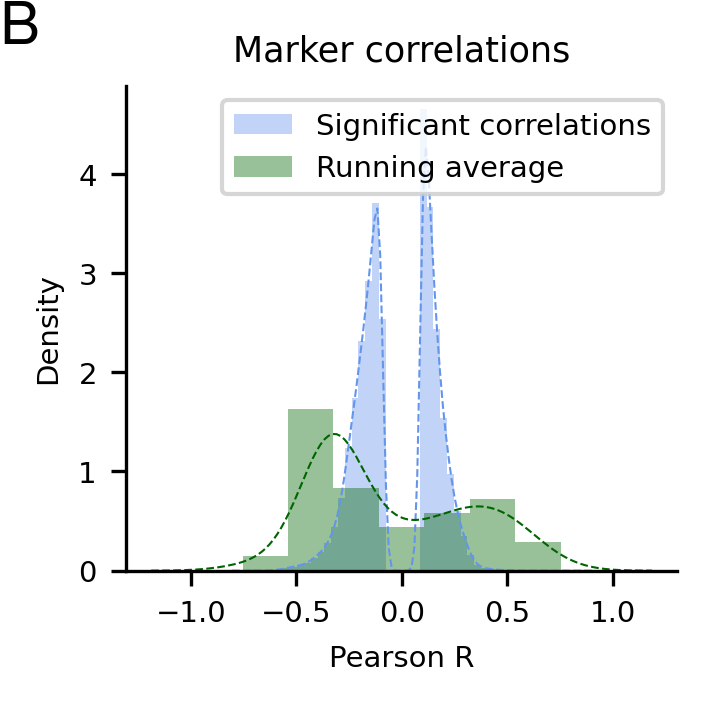 B
Marker correlations
Significant correlations
Running average
4
3
2
1
0
Density
−1.0
−0.5
0.0
0.5
1.0
Pearson R